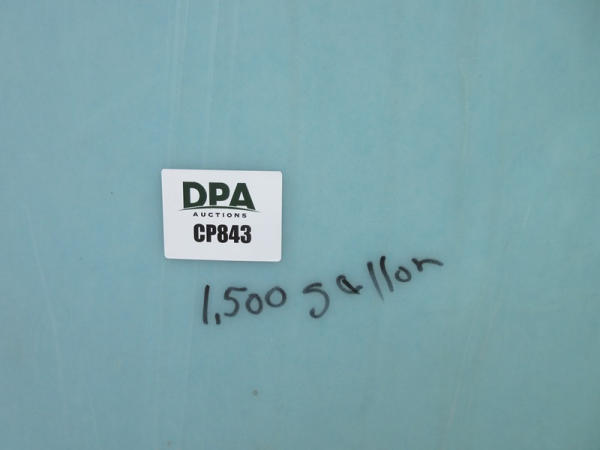 DPA
AUCTIONS
CP843
1,500 gallon